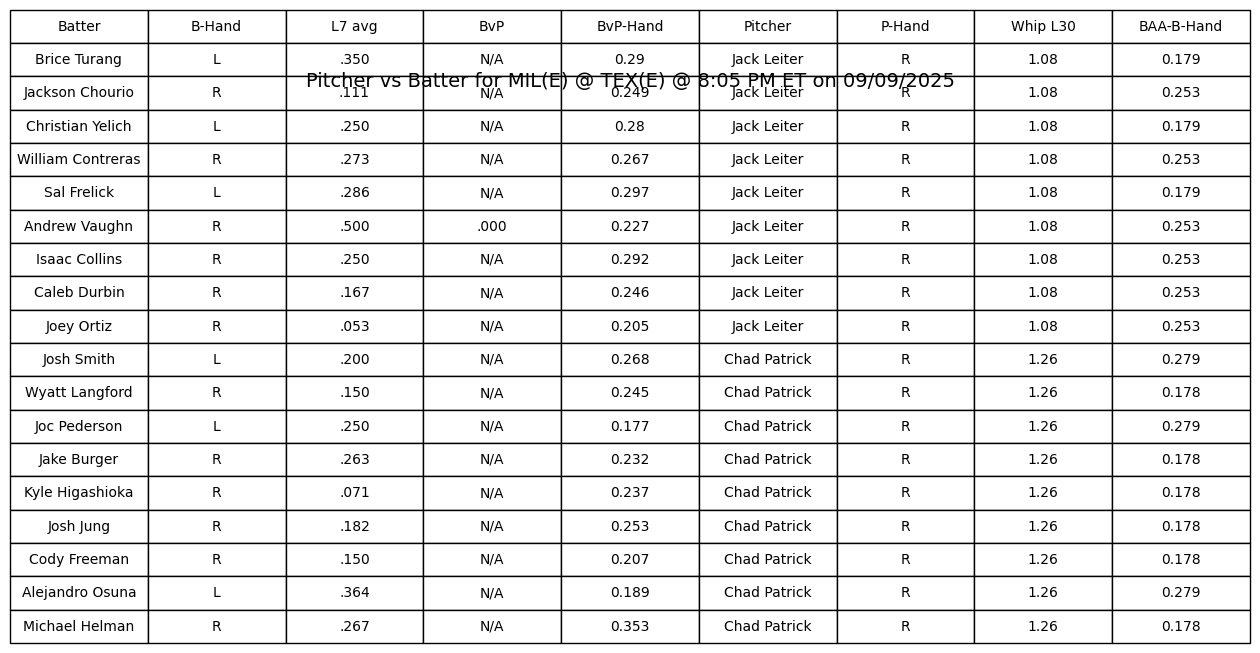 Batter B-Hand L7 avg BvP BvP-Hand Pitcher P-Hand Whip L30 BAA-B-Hand
Brice Turang L .350 N/A 0.29 Jack Leiter R 1.08 0.179
Pitcher vs Batter for MIL(E) @ TEX(E) @ 8:05 PM ET on 09/09/2025
Jackson Chourio R .111 N/A 0.249 Jack Leiter R 1.08 0.253
Christian Yelich L .250 N/A 0.28 Jack Leiter R 1.08 0.179
William Contreras R .273 N/A 0.267 Jack Leiter R 1.08 0.253
Sal Frelick L .286 N/A 0.297 Jack Leiter R 1.08 0.179
Andrew Vaughn R .500 .000 0.227 Jack Leiter R 1.08 0.253
Isaac Collins R .250 N/A 0.292 Jack Leiter R 1.08 0.253
Caleb Durbin R .167 N/A 0.246 Jack Leiter R 1.08 0.253
Joey Ortiz R .053 N/A 0.205 Jack Leiter R 1.08 0.253
Josh Smith L .200 N/A 0.268 Chad Patrick R 1.26 0.279
Wyatt Langford R .150 N/A 0.245 Chad Patrick R 1.26 0.178
Joc Pederson L .250 N/A 0.177 Chad Patrick R 1.26 0.279
Jake Burger R .263 N/A 0.232 Chad Patrick R 1.26 0.178
Kyle Higashioka R .071 N/A 0.237 Chad Patrick R 1.26 0.178
Josh Jung R .182 N/A 0.253 Chad Patrick R 1.26 0.178
Cody Freeman R .150 N/A 0.207 Chad Patrick R 1.26 0.178
Alejandro Osuna L .364 N/A 0.189 Chad Patrick R 1.26 0.279
Michael Helman R .267 N/A 0.353 Chad Patrick R 1.26 0.178